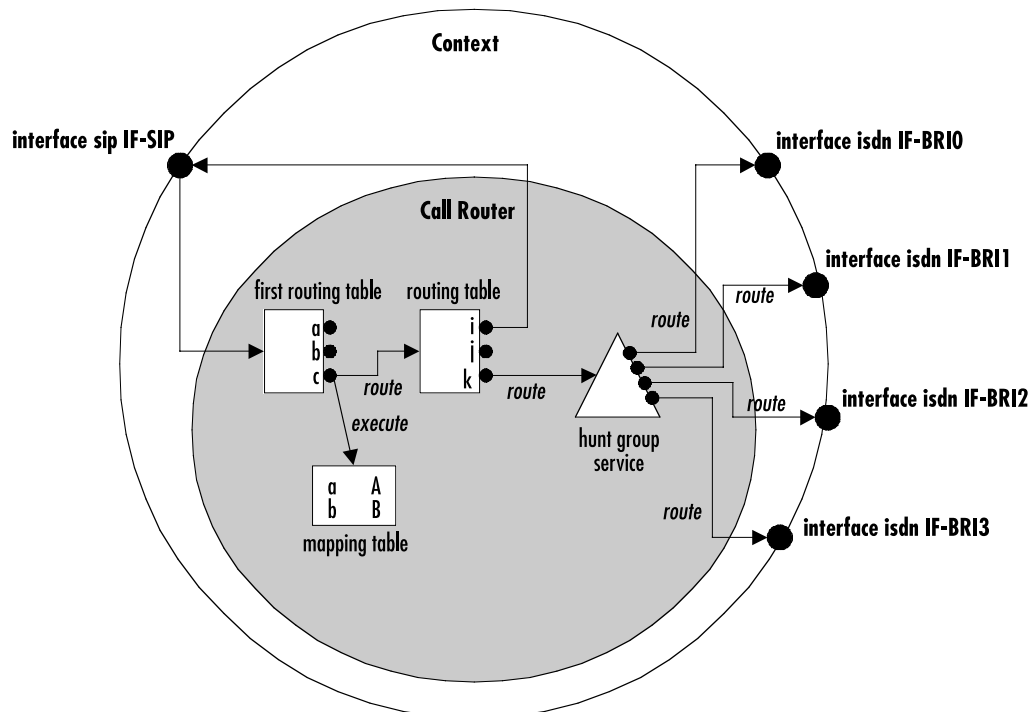 Context
interface sip IF-SIP
interface isdn IF-BRI0
Call Router
interface isdn IF-BRI1
first routing table
routing table
route
route
a
b
c
i
j
k
route
route
route
interface isdn IF-BRI2
execute
hunt group
service
a A
b B
mapping table
route
interface isdn IF-BRI3